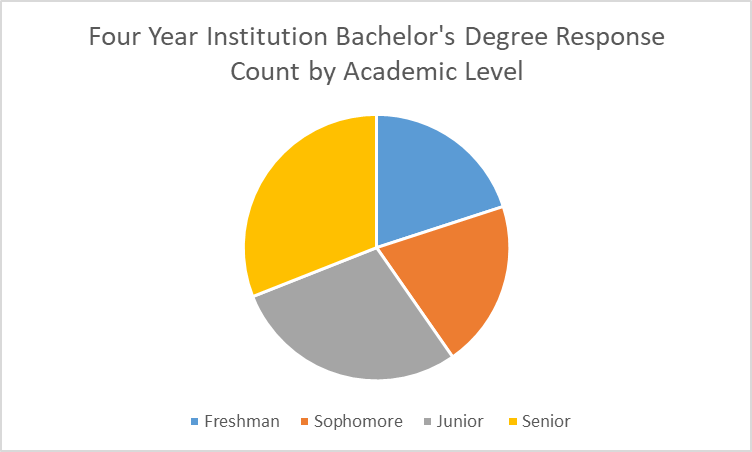 Four Year Institution Bachelor's Degree Response
Count by Academic Level
Freshman Sophomore Junior Senior